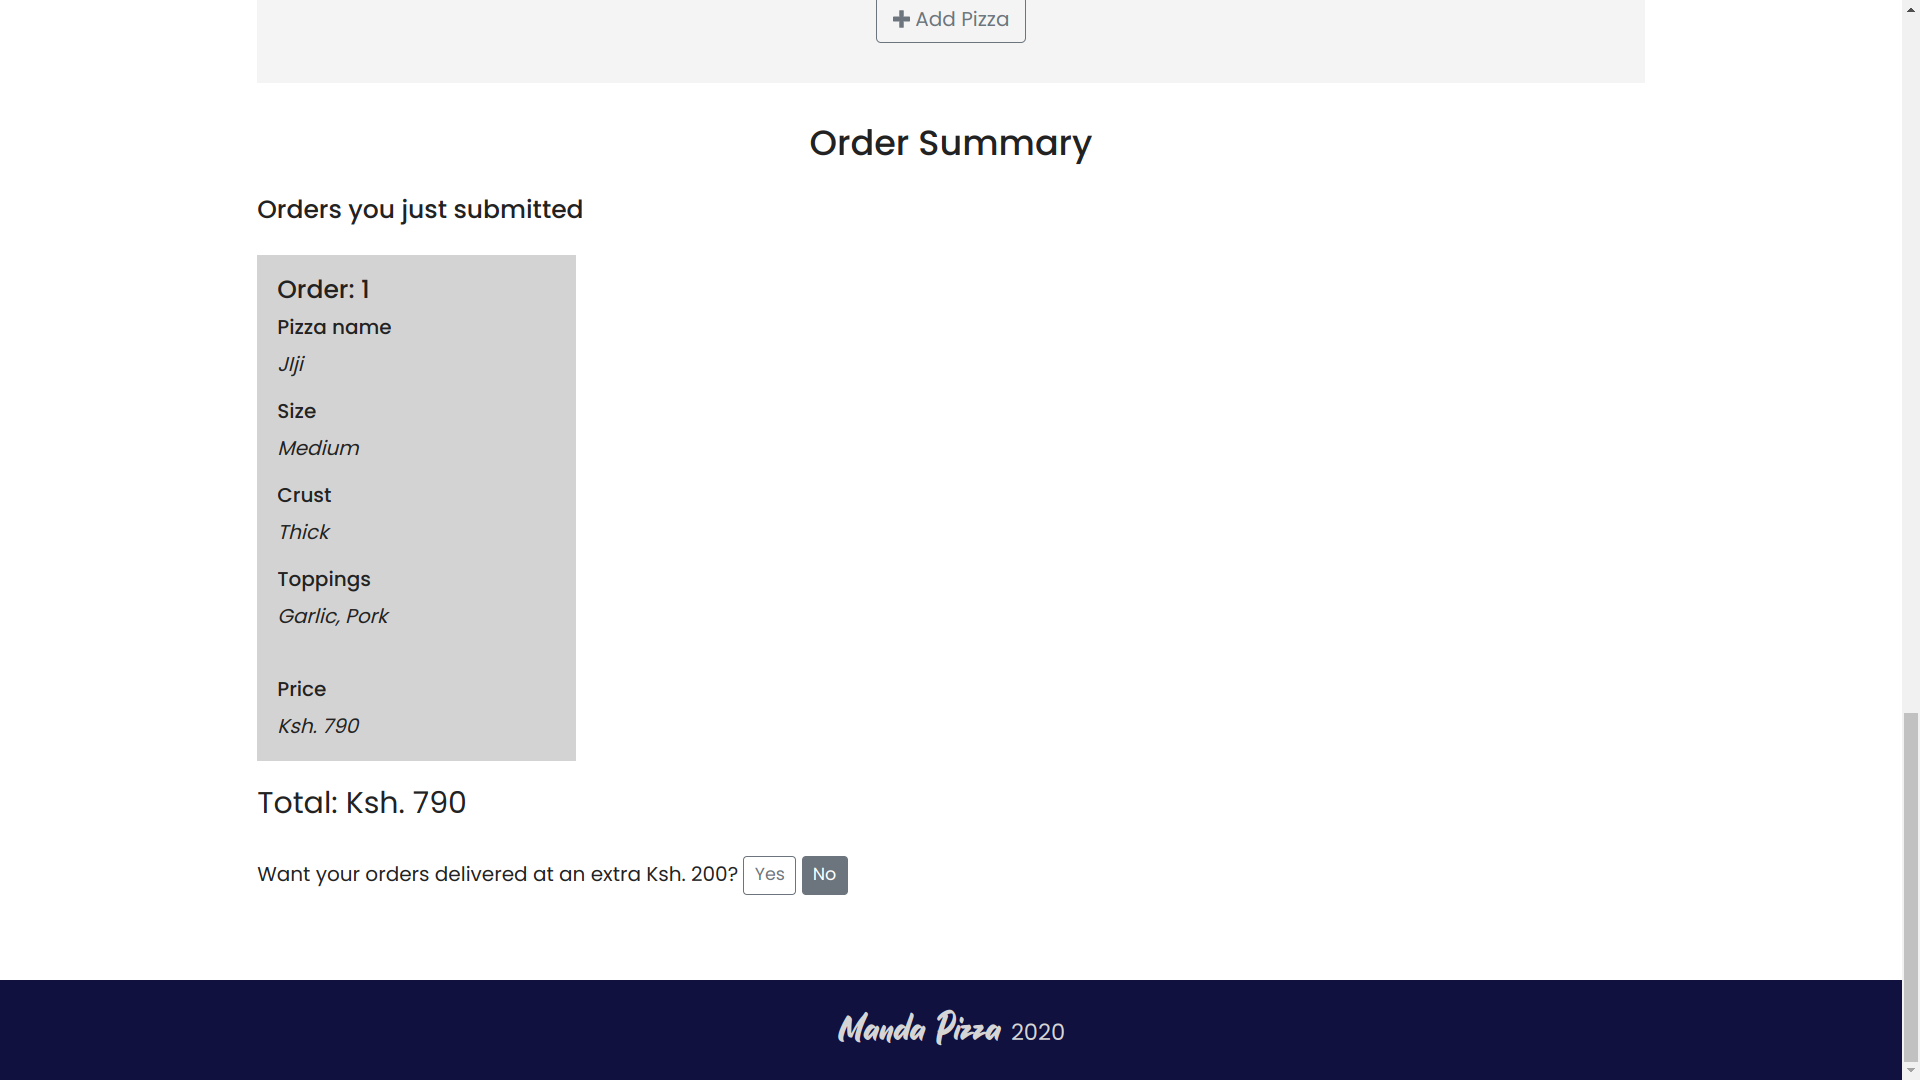 Add Pizza
Order Summary
Orders you just submitted
Order: 1
Pizza name
Jlji
Size
Medium
Crust
Thick
Toppings
Garlic, Pork
Price
Ksh. 790
Total: Ksh. 790
Want your orders delivered at an extra Ksh. 200? Yes No
Manda Pizza 2020